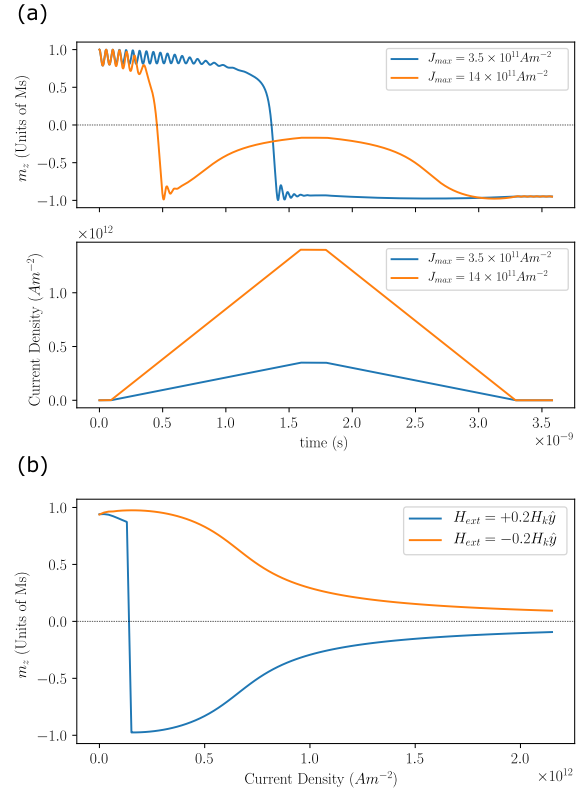 (a)
1.0
0.5
0.0
−0.5
−1.0
m_z (Units of Ms)
J_max = 3.5 × 10^11 Am^−2
J_max = 14 × 10^11 Am^−2
×10^12
1.0
0.5
0.0
Current Density (Am^−2)
J_max = 3.5 × 10^11 Am^−2
J_max = 14 × 10^11 Am^−2
0.0 0.5 1.0 1.5 2.0 2.5 3.0 3.5
time (s)
×10^−9
(b)
1.0
0.5
0.0
−0.5
−1.0
m_z (Units of Ms)
H_ext = +0.2H_kŷ
H_ext = −0.2H_kŷ
0.0 0.5 1.0 1.5 2.0
Current Density (Am^−2)
×10^12